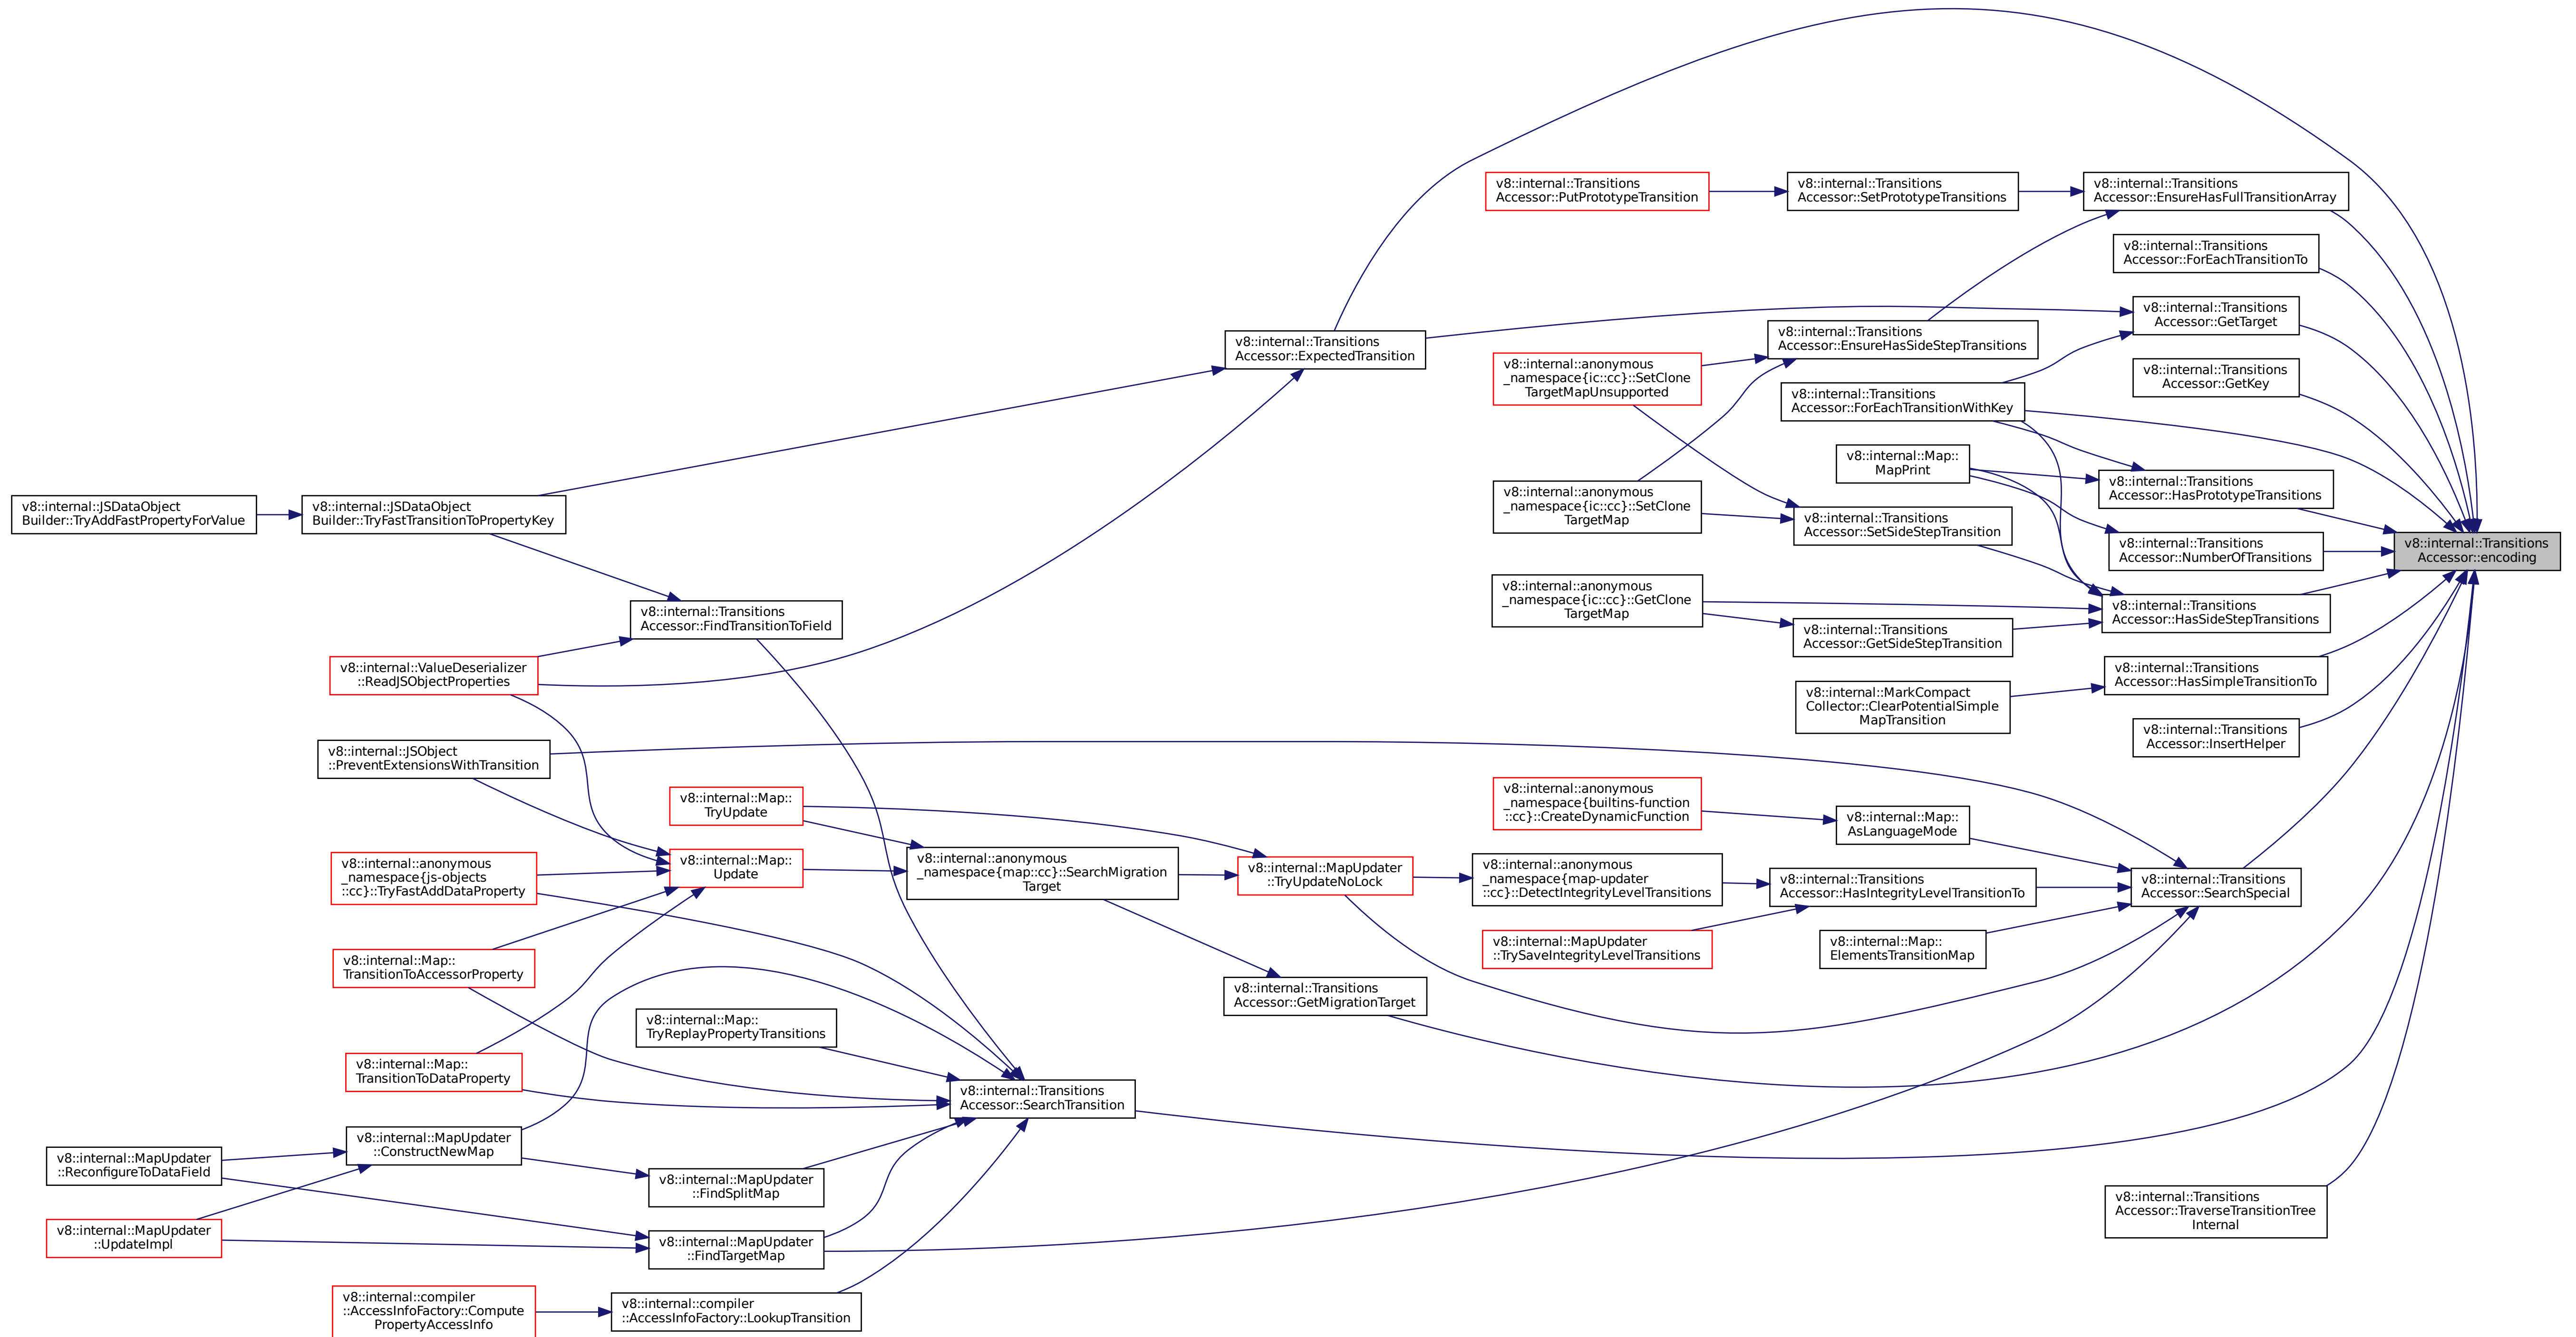 v8::internal::Transitions
Accessor::PutPrototypeTransition
v8::internal::Transitions
Accessor::SetPrototypeTransitions
v8::internal::Transitions
Accessor::EnsureHasFullTransitionArray
v8::internal::Transitions
Accessor::ForEachTransitionTo
v8::internal::Transitions
Accessor::GetTarget
v8::internal::Transitions
Accessor::ExpectedTransition
v8::internal::Transitions
Accessor::EnsureHasSideStepTransitions
v8::internal::anonymous
_namespace{ic::cc}::SetClone
TargetMapUnsupported
v8::internal::Transitions
Accessor::GetKey
v8::internal::Transitions
Accessor::ForEachTransitionWithKey
v8::internal::Map::
MapPrint
v8::internal::Transitions
Accessor::HasPrototypeTransitions
v8::internal::JSDataObject
Builder::TryAddFastPropertyForValue
v8::internal::JSDataObject
Builder::TryFastTransitionToPropertyKey
v8::internal::anonymous
_namespace{ic::cc}::SetClone
TargetMap
v8::internal::Transitions
Accessor::SetSideStepTransition
v8::internal::Transitions
Accessor::NumberOfTransitions
v8::internal::Transitions
Accessor::encoding
v8::internal::anonymous
_namespace{ic::cc}::GetClone
TargetMap
v8::internal::Transitions
Accessor::HasSideStepTransitions
v8::internal::Transitions
Accessor::FindTransitionToField
v8::internal::Transitions
Accessor::GetSideStepTransition
v8::internal::ValueDeserializer
::ReadJSObjectProperties
v8::internal::Transitions
Accessor::HasSimpleTransitionTo
v8::internal::MarkCompact
Collector::ClearPotentialSimple
MapTransition
v8::internal::Transitions
Accessor::InsertHelper
v8::internal::JSObject
::PreventExtensionsWithTransition
v8::internal::Map::
TryUpdate
v8::internal::anonymous
_namespace{builtins-function
::cc}::CreateDynamicFunction
v8::internal::Map::
AsLanguageMode
v8::internal::anonymous
_namespace{js-objects
::cc}::TryFastAddDataProperty
v8::internal::Map::
Update
v8::internal::anonymous
_namespace{map::cc}::SearchMigration
Target
v8::internal::MapUpdater
::TryUpdateNoLock
v8::internal::anonymous
_namespace{map-updater
::cc}::DetectIntegrityLevelTransitions
v8::internal::Transitions
Accessor::HasIntegrityLevelTransitionTo
v8::internal::Transitions
Accessor::SearchSpecial
v8::internal::MapUpdater
::TrySaveIntegrityLevelTransitions
v8::internal::Map::
ElementsTransitionMap
v8::internal::Map::
TransitionToAccessorProperty
v8::internal::Transitions
Accessor::GetMigrationTarget
v8::internal::Map::
TryReplayPropertyTransitions
v8::internal::Map::
TransitionToDataProperty
v8::internal::Transitions
Accessor::SearchTransition
v8::internal::MapUpdater
::ConstructNewMap
v8::internal::MapUpdater
::ReconfigureToDataField
v8::internal::MapUpdater
::FindSplitMap
v8::internal::Transitions
Accessor::TraverseTransitionTree
Internal
v8::internal::MapUpdater
::UpdateImpl
v8::internal::MapUpdater
::FindTargetMap
v8::internal::compiler
::AccessInfoFactory::Compute
PropertyAccessInfo
v8::internal::compiler
::AccessInfoFactory::LookupTransition